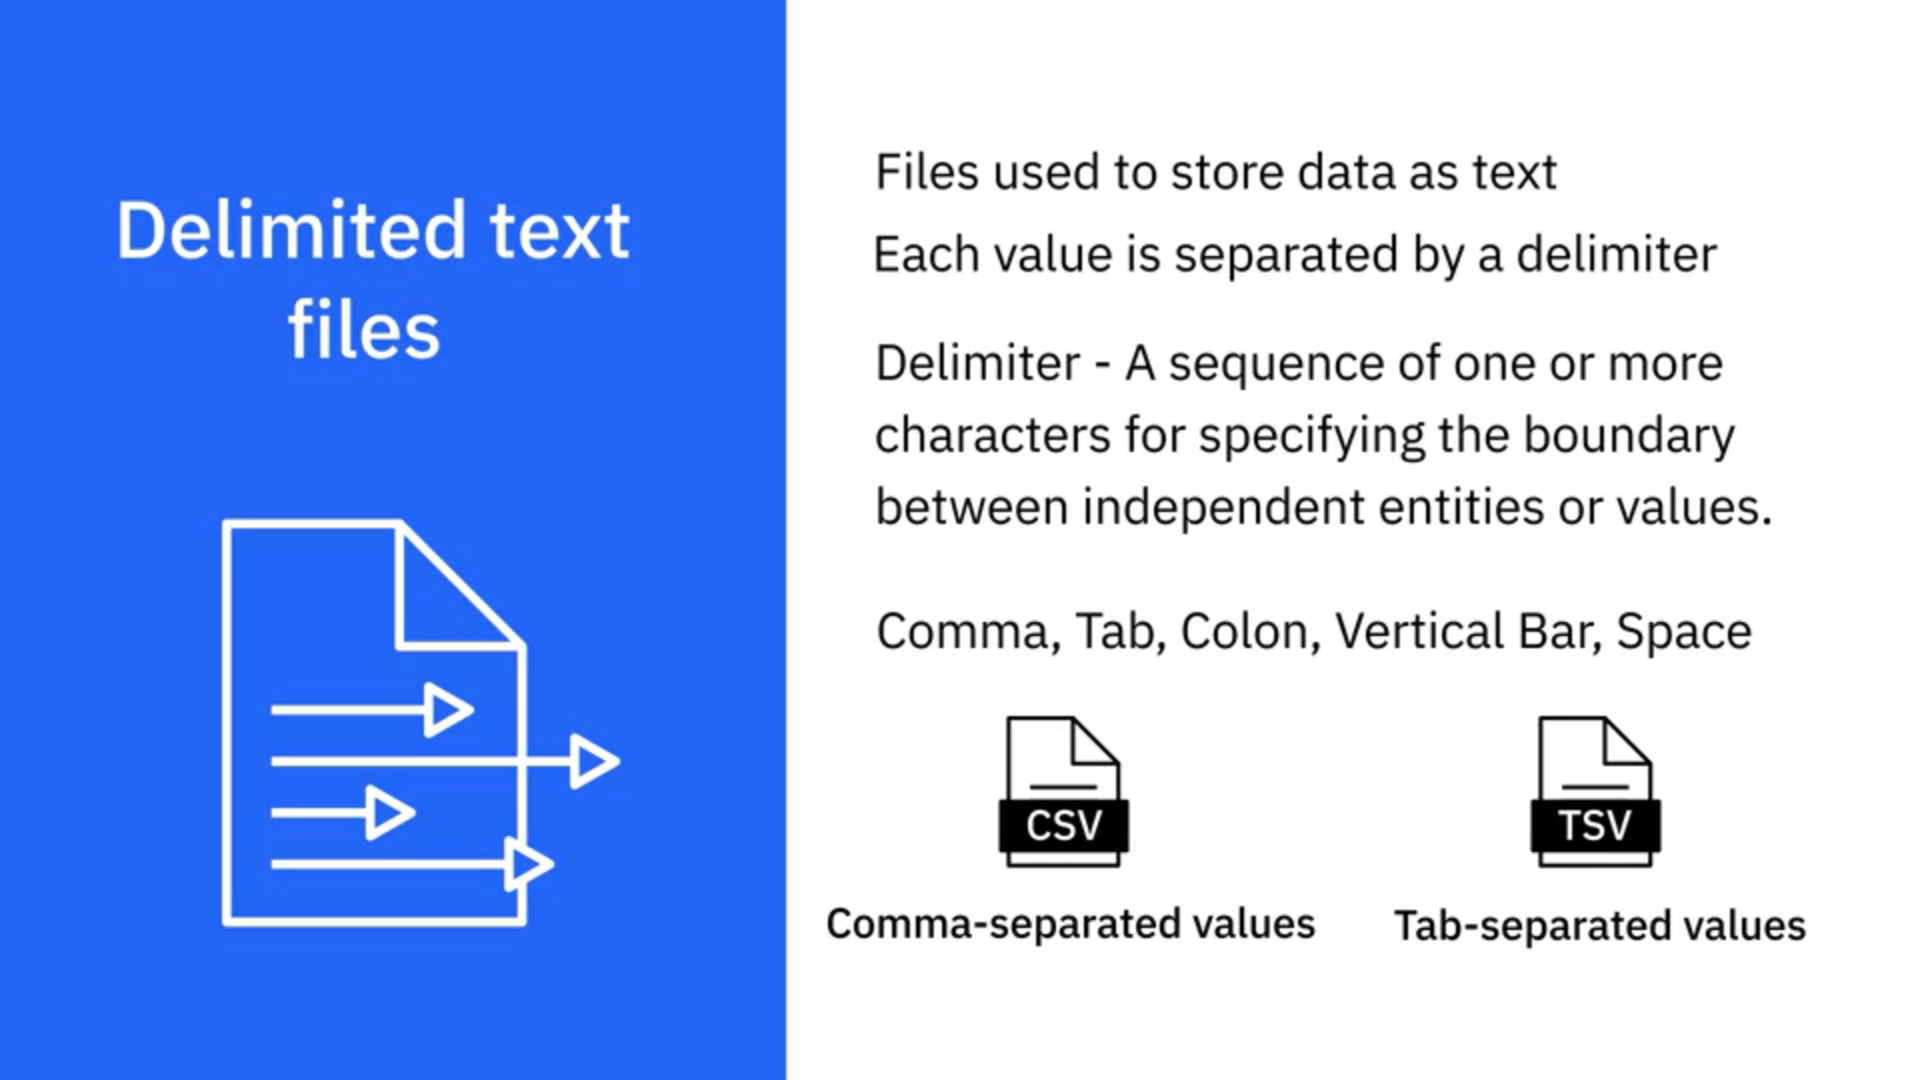 Delimited text
files
Files used to store data as text
Each value is separated by a delimiter
Delimiter - A sequence of one or more
characters for specifying the boundary
between independent entities or values.
Comma, Tab, Colon, Vertical Bar, Space
CSV
TSV
Comma-separated values
Tab-separated values